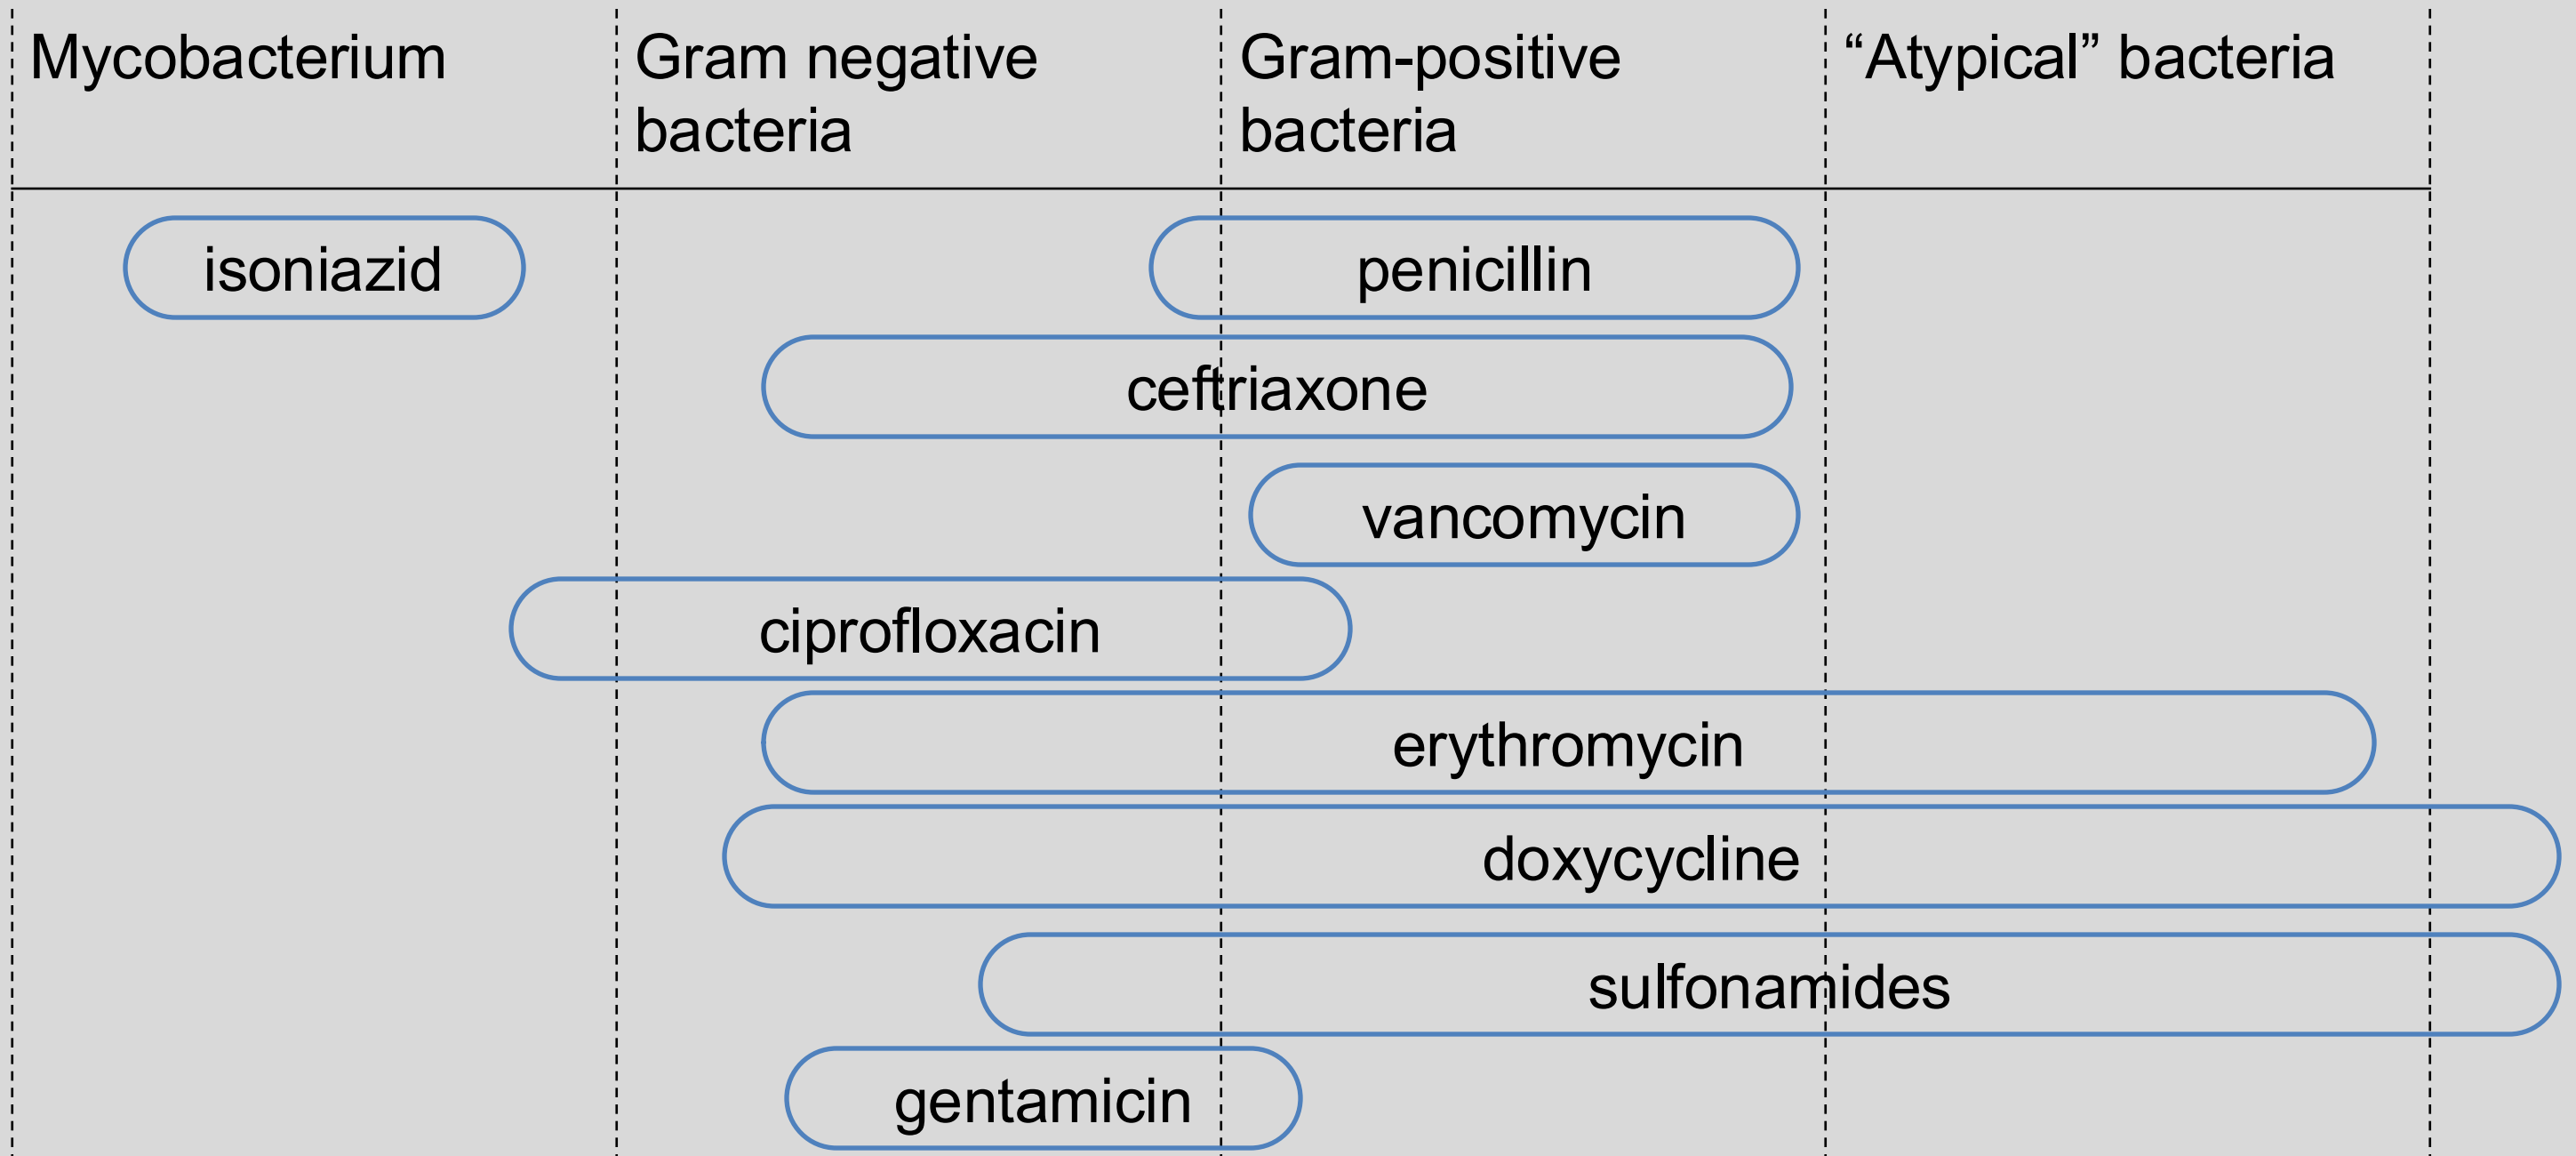 Mycobacterium
Gram negative
bacteria
Gram-positive
bacteria
“Atypical” bacteria
isoniazid
penicillin
ceftriaxone
vancomycin
ciprofloxacin
erythromycin
doxycycline
sulfonamides
gentamicin